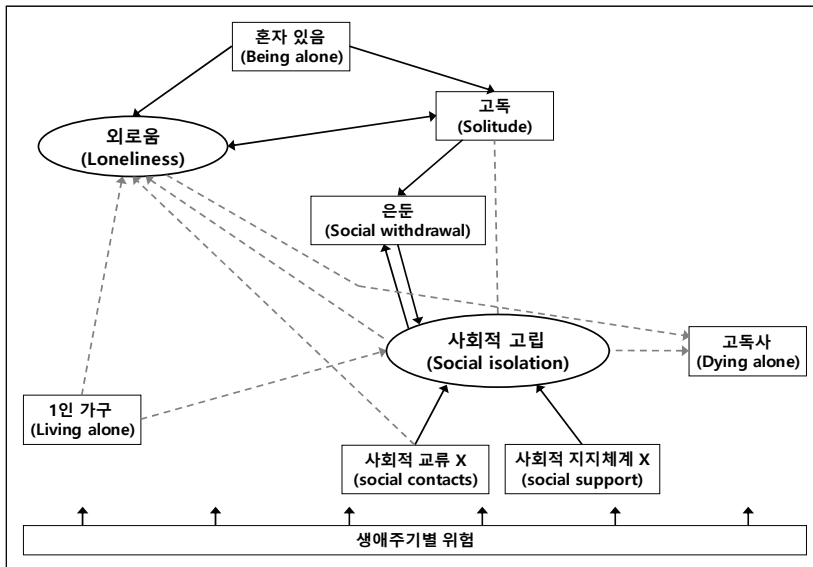 혼자 있음
(Being alone)
고독
(Solitude)
외로움
(Loneliness)
은둔
(Social withdrawal)
사회적 고립
(Social isolation)
고독사
(Dying alone)
1인 가구
(Living alone)
사회적 교류 X
(social contacts)
사회적 지지체계 X
(social support)
생애주기별 위험